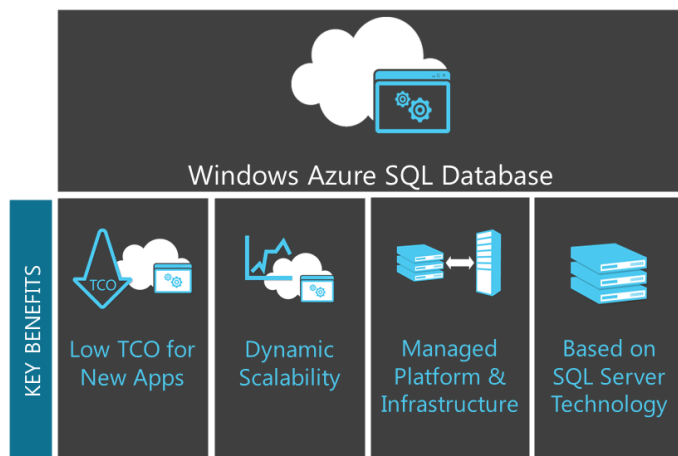 Windows Azure SQL Database
KEY BENEFITS
TCO
Low TCO for
New Apps
Dynamic
Scalability
Managed
Platform &
Infrastructure
Based on
SQL Server
Technology